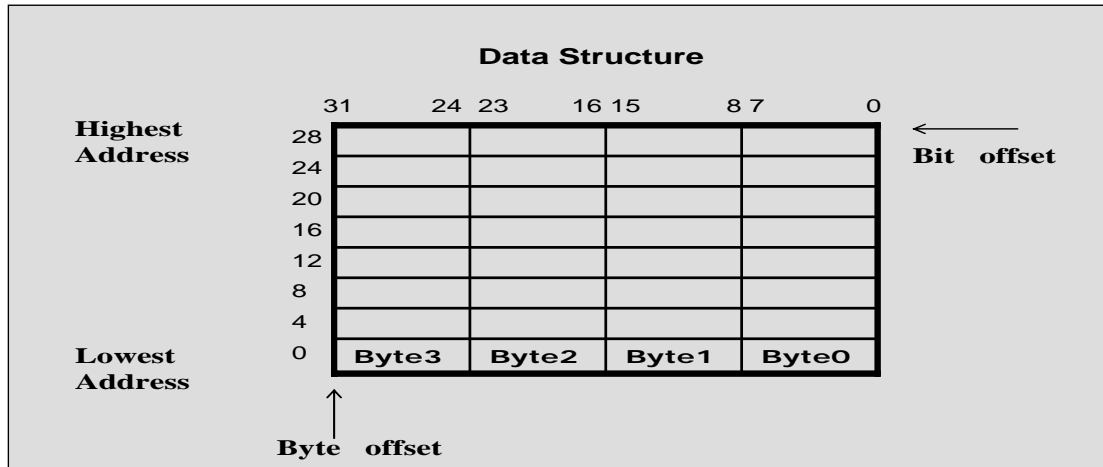 Data Structure
31 24 23 16 15 8 7 0
Highest
Address
28
Bit offset
24
20
16
12
8
4
Lowest
Address
0 Byte3 Byte2 Byte1 Byte0
Byte offset